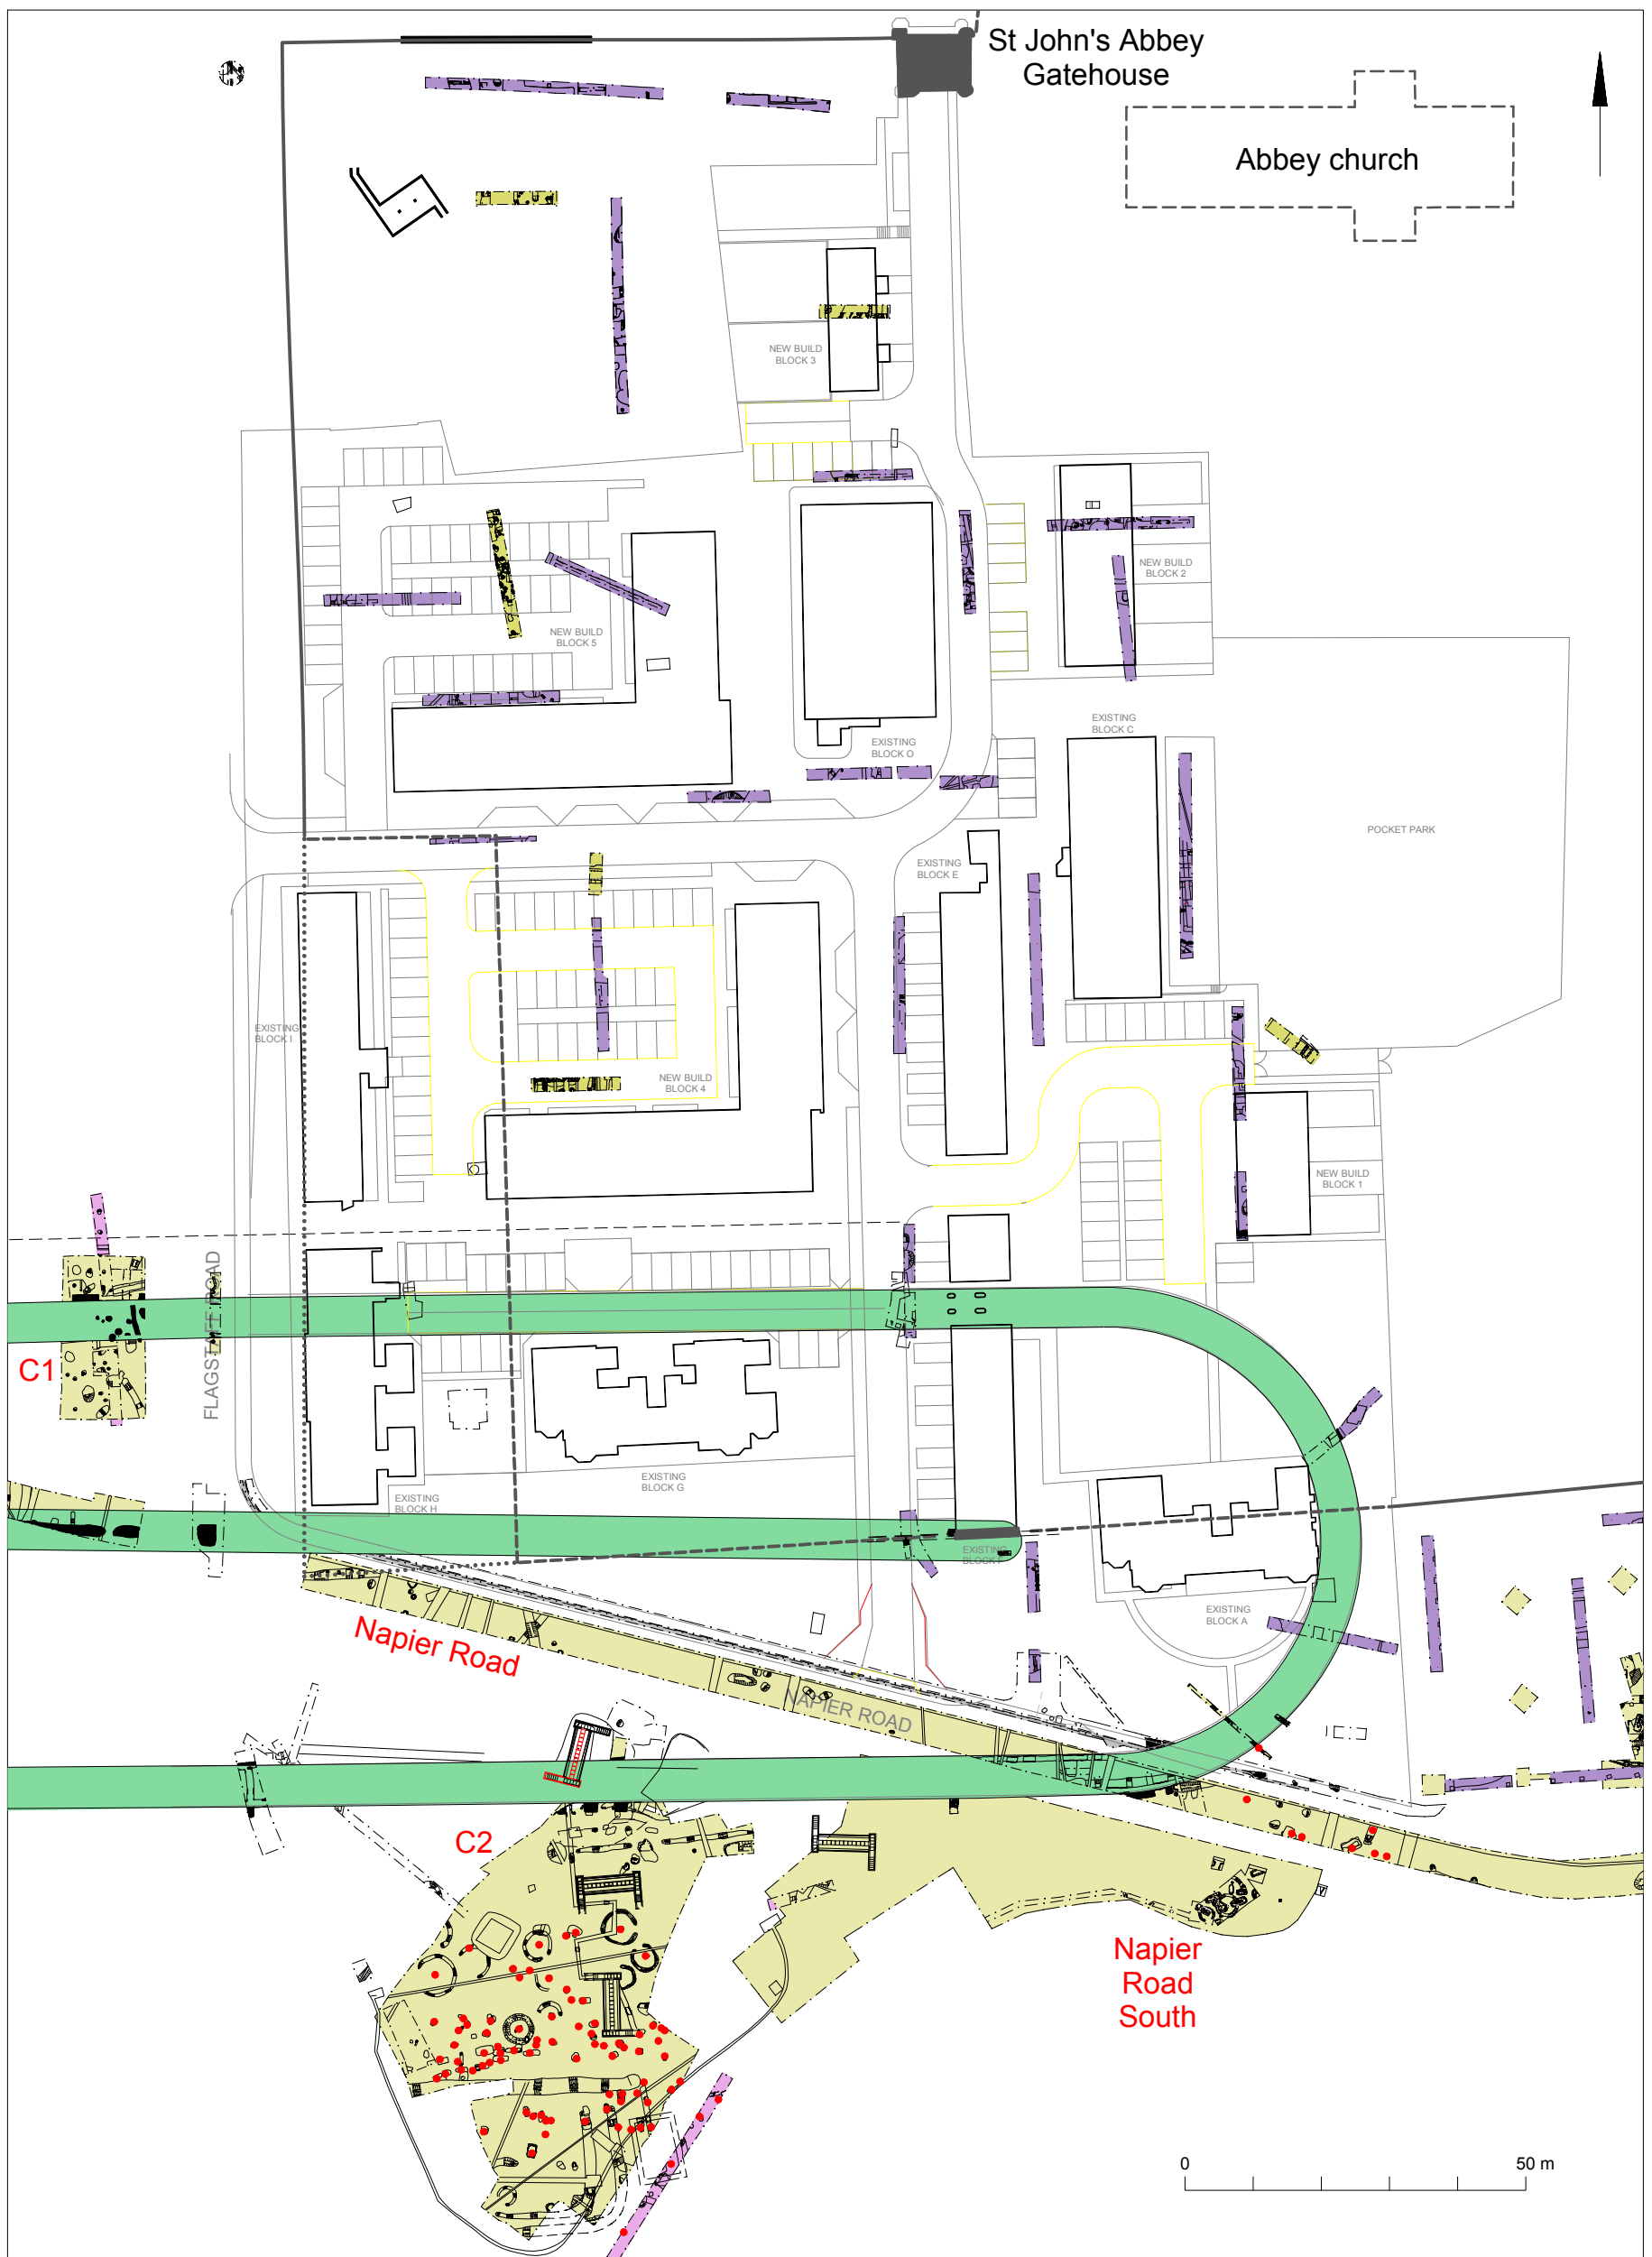 St John's Abbey
Gatehouse
Abbey church
NEW BUILD
BLOCK 3
NEW BUILD
BLOCK 2
NEW BUILD
BLOCK 5
EXISTING
BLOCK C
EXISTING
BLOCK O
POCKET PARK
EXISTING
BLOCK E
EXISTING
BLOCK I
NEW BUILD
BLOCK 4
NEW BUILD
BLOCK 1
FLAGSTAFF ROAD
C1
EXISTING
BLOCK G
EXISTING
BLOCK H
EXISTING
EXISTING
BLOCK A
Napier Road
NAPIER ROAD
C2
Napier
Road
South
0 50 m